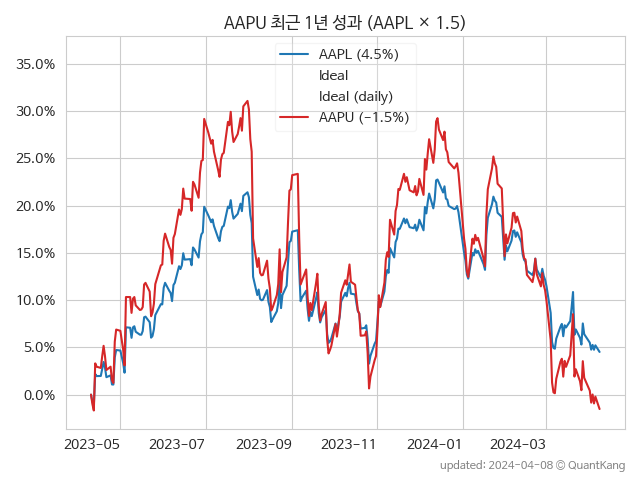 AAPU 최근 1년 성과 (AAPL × 1.5)
AAPL (4.5%)
Ideal
Ideal (daily)
AAPU (−1.5%)
35.0%
30.0%
25.0%
20.0%
15.0%
10.0%
5.0%
0.0%
2023-05
2023-07
2023-09
2023-11
2024-01
2024-03
updated: 2024-04-08 © QuantKang